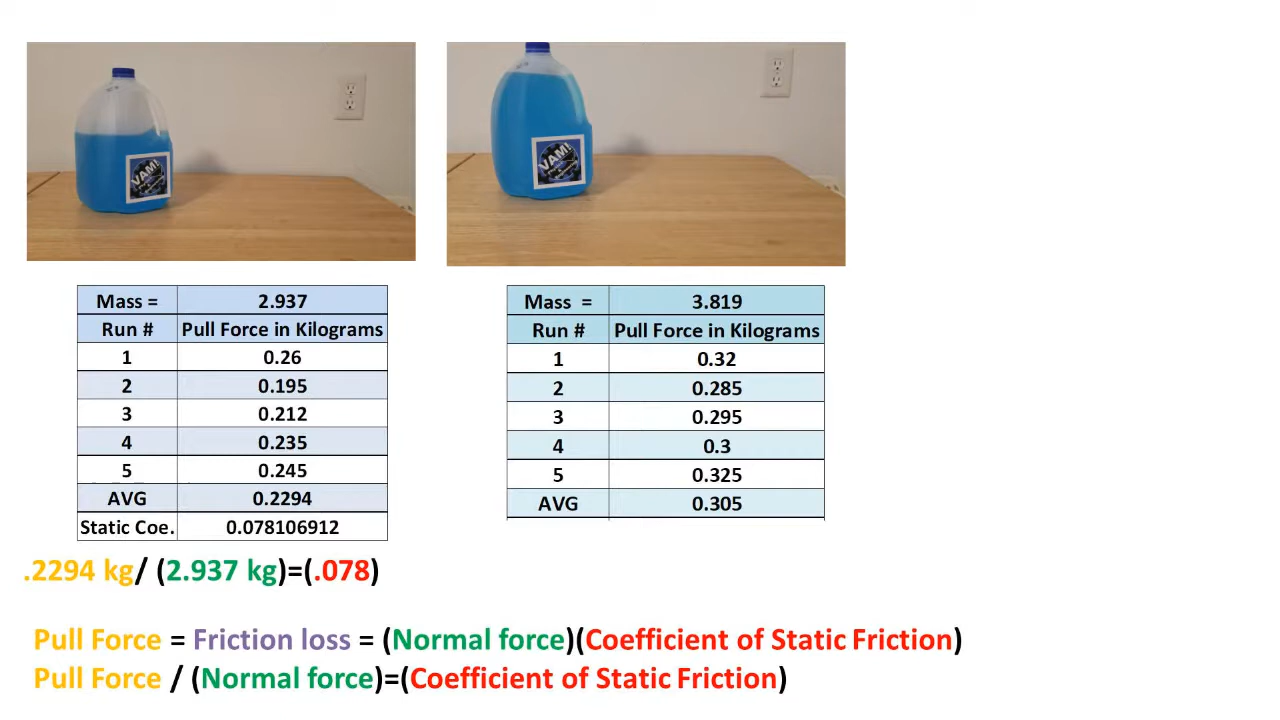 VAM!
VAM!
Mass = 2.937
Run # Pull Force in Kilograms
1 0.26
2 0.195
3 0.212
4 0.235
5 0.245
AVG 0.2294
Static Coe. 0.078106912
Mass = 3.819
Run # Pull Force in Kilograms
1 0.32
2 0.285
3 0.295
4 0.3
5 0.325
AVG 0.305
.2294 kg/ (2.937 kg)=(.078)
Pull Force = Friction loss = (Normal force)(Coefficient of Static Friction)
Pull Force / (Normal force)=(Coefficient of Static Friction)